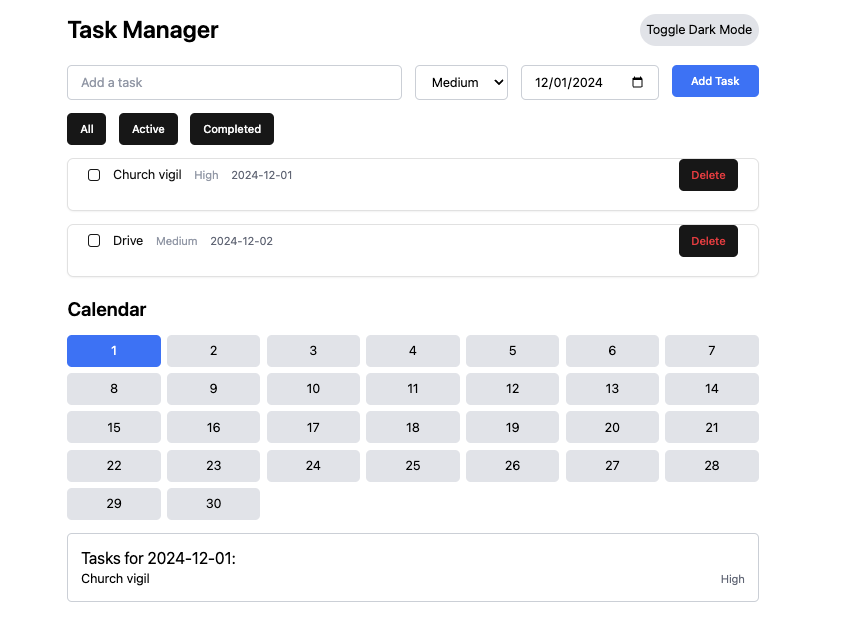 Task Manager
Toggle Dark Mode
Add a task
Medium
12/01/2024
Add Task
All
Active
Completed
Church vigil High 2024-12-01
Delete
Drive Medium 2024-12-02
Delete
Calendar
1 2 3 4 5 6 7
8 9 10 11 12 13 14
15 16 17 18 19 20 21
22 23 24 25 26 27 28
29 30
Tasks for 2024-12-01:
Church vigil
High